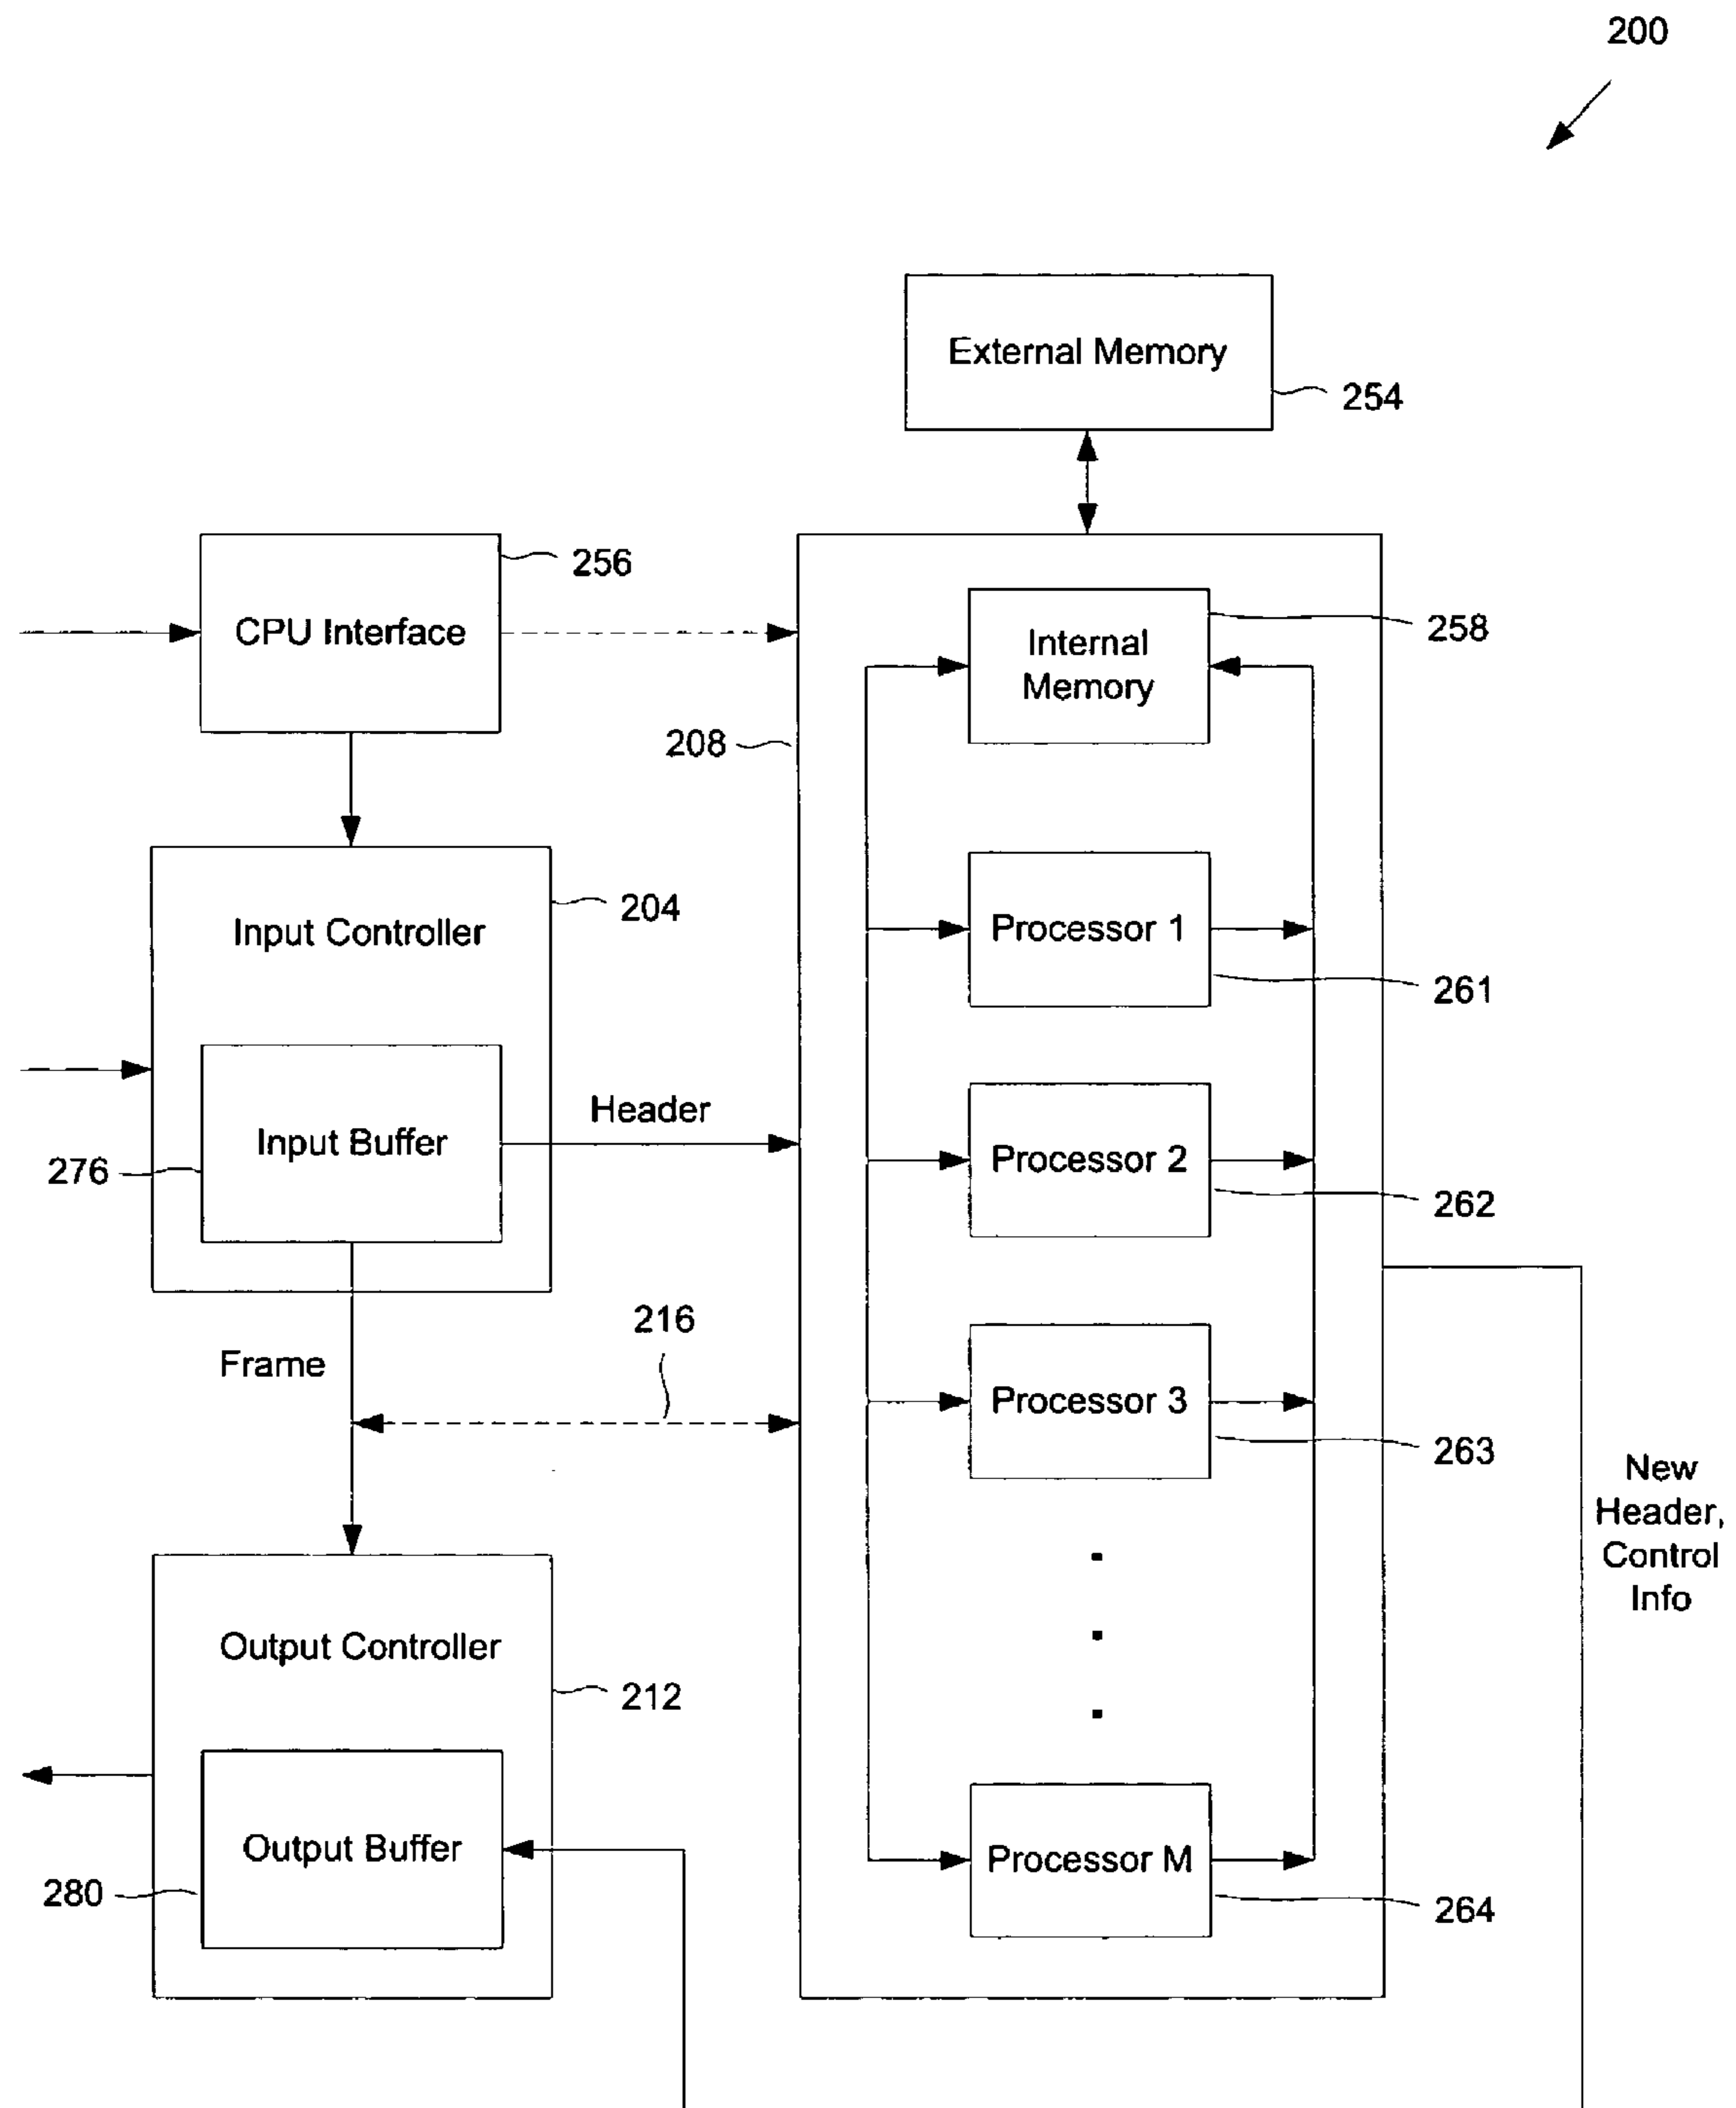 200
External Memory
254
256
CPU Interface
Internal
Memory
258
208
204
Input Controller
Processor 1
261
Header
Input Buffer
276
Processor 2
262
216
Frame
Processor 3
263
New
Header,
Control
Info
Output Controller
212
Output Buffer
280
Processor M
264